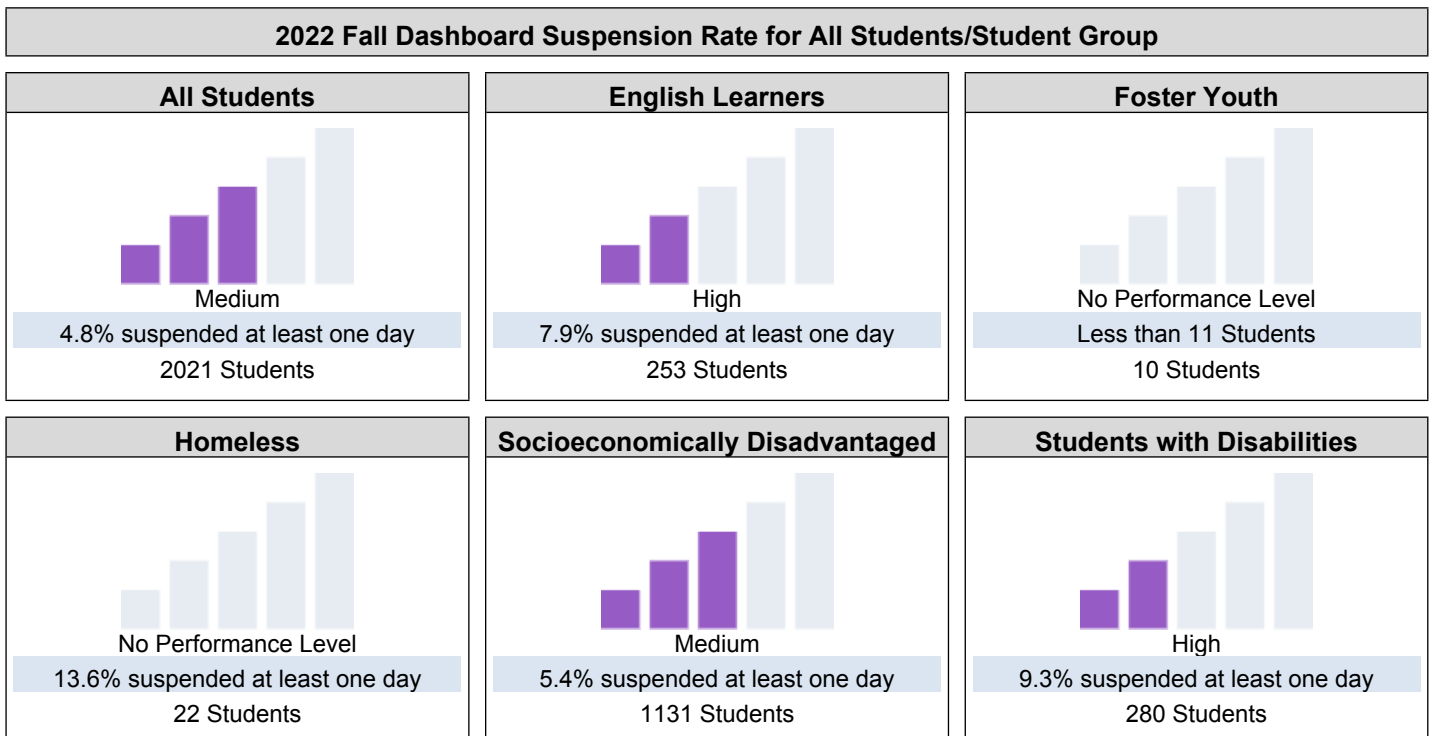 2022 Fall Dashboard Suspension Rate for All Students/Student Group
All Students
Medium
4.8% suspended at least one day
2021 Students
English Learners
High
7.9% suspended at least one day
253 Students
Foster Youth
No Performance Level
Less than 11 Students
10 Students
Homeless
No Performance Level
13.6% suspended at least one day
22 Students
Socioeconomically Disadvantaged
Medium
5.4% suspended at least one day
1131 Students
Students with Disabilities
High
9.3% suspended at least one day
280 Students